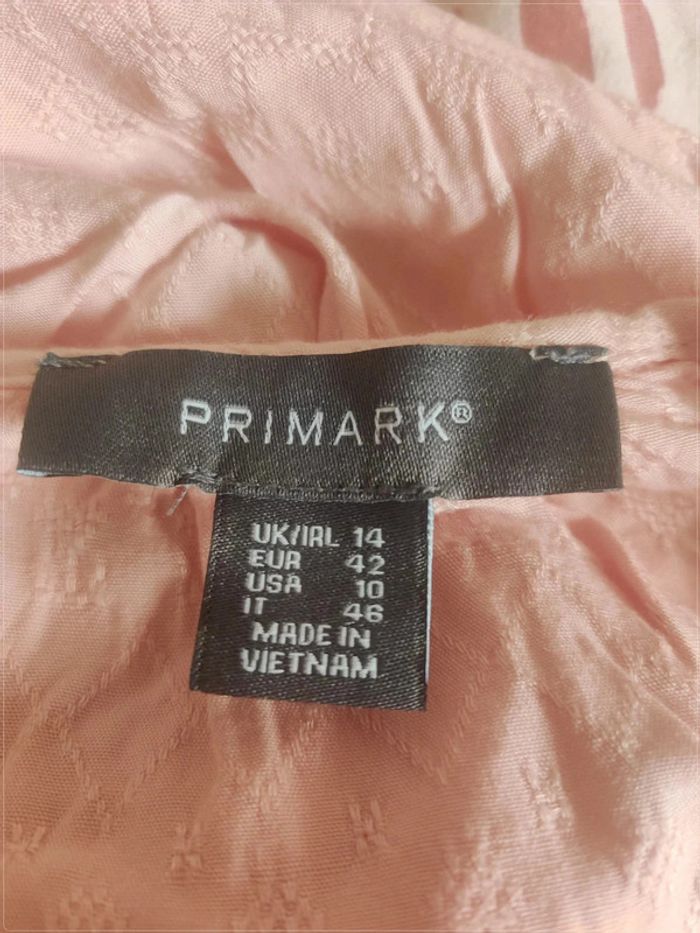 PRIMARK®
UK/IRL 14
EUR 42
USA 10
IT 46
MADE IN
VIETNAM